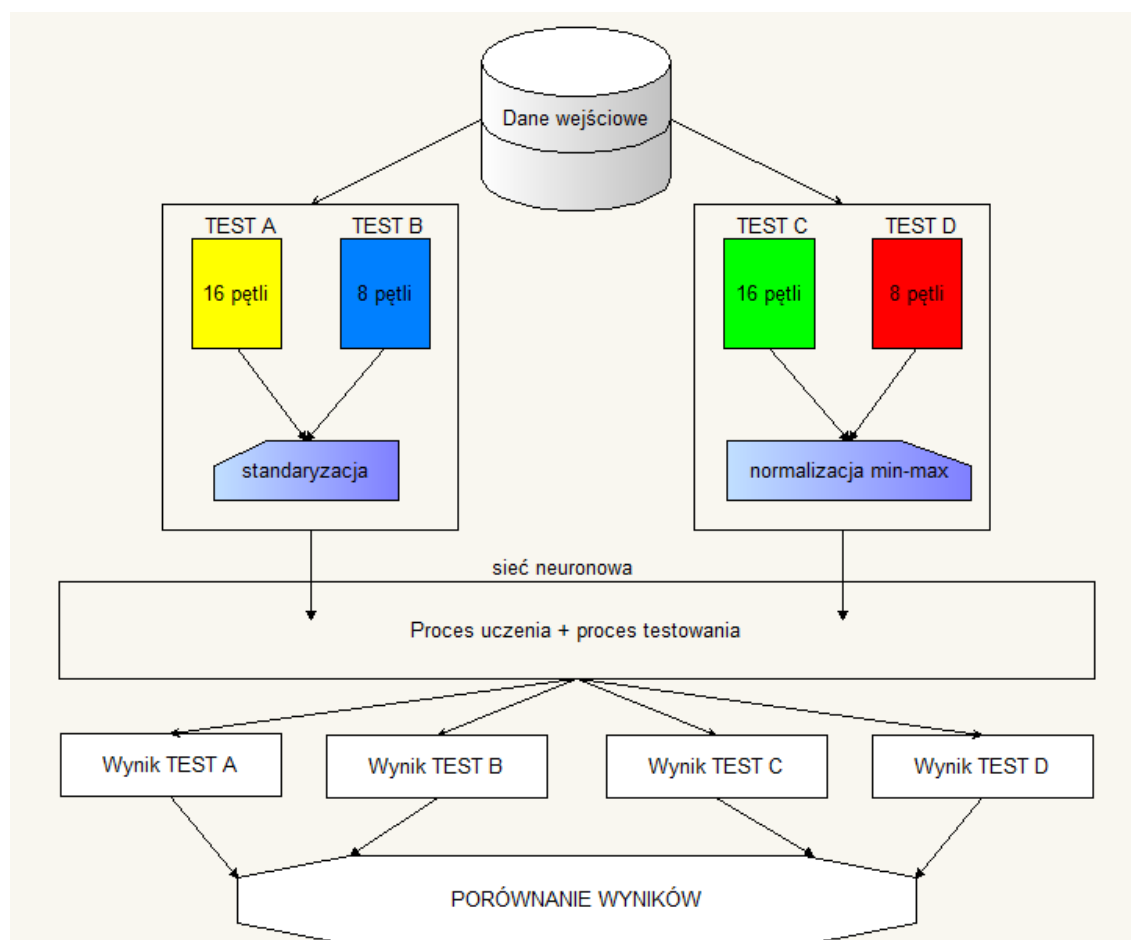 Dane wejściowe
TEST A
TEST B
TEST C
TEST D
16 pętli
8 pętli
16 pętli
8 pętli
standaryzacja
normalizacja min-max
sieć neuronowa
Proces uczenia + proces testowania
Wynik TEST A
Wynik TEST B
Wynik TEST C
Wynik TEST D
PORÓWNANIE WYNIKÓW